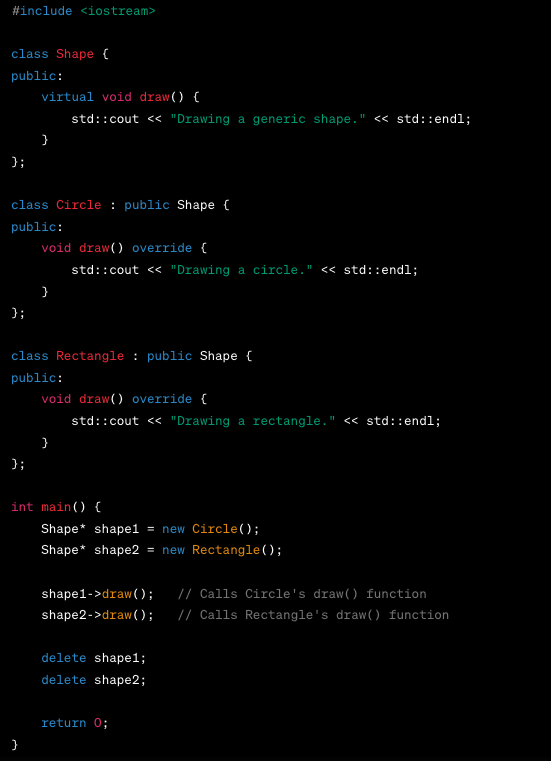 #include <iostream>

class Shape {
public:
    virtual void draw() {
        std::cout << "Drawing a generic shape." << std::endl;
    }
};

class Circle : public Shape {
public:
    void draw() override {
        std::cout << "Drawing a circle." << std::endl;
    }
};

class Rectangle : public Shape {
public:
    void draw() override {
        std::cout << "Drawing a rectangle." << std::endl;
    }
};

int main() {
    Shape* shape1 = new Circle();
    Shape* shape2 = new Rectangle();

    shape1->draw();   // Calls Circle's draw() function
    shape2->draw();   // Calls Rectangle's draw() function

    delete shape1;
    delete shape2;

    return 0;
}